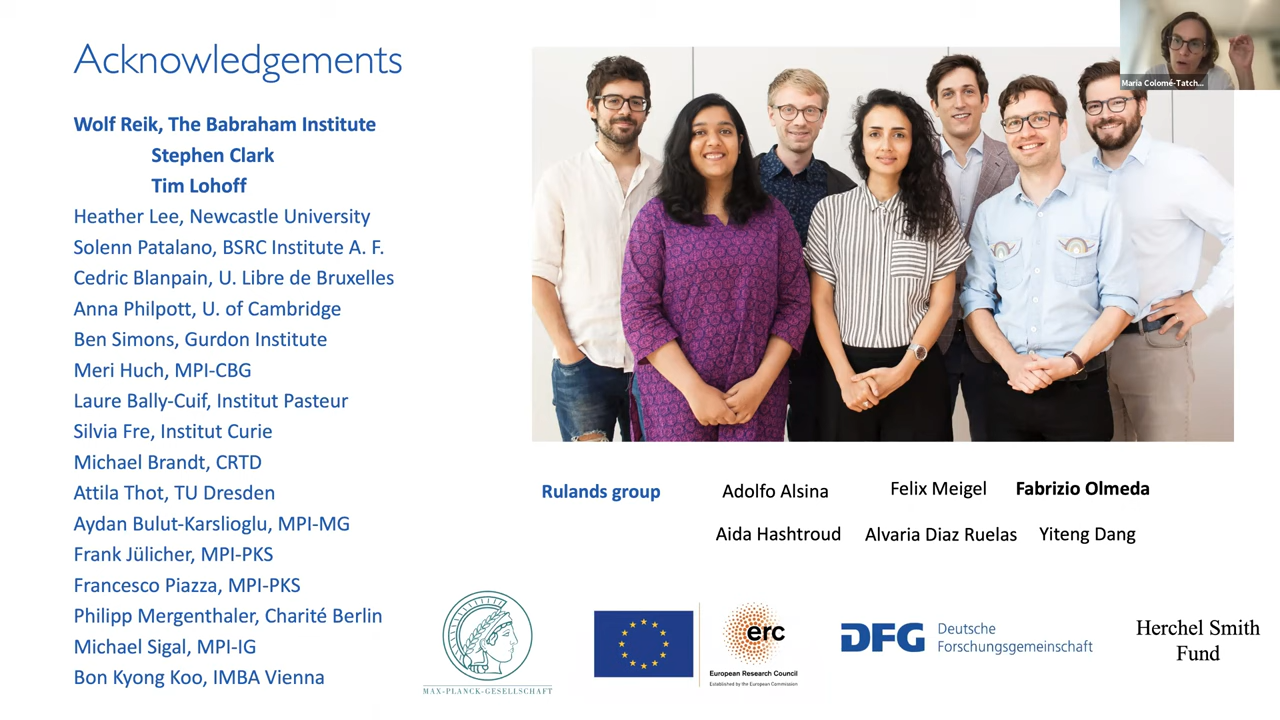 Acknowledgements
Wolf Reik, The Babraham Institute
Stephen Clark
Tim Lohoff
Heather Lee, Newcastle University
Solenn Patalano, BSRC Institute A. F.
Cedric Blanpain, U. Libre de Bruxelles
Anna Philpott, U. of Cambridge
Ben Simons, Gurdon Institute
Meri Huch, MPI-CBG
Laure Bally-Cuif, Institut Pasteur
Silvia Fre, Institut Curie
Michael Brandt, CRTD
Attila Thot, TU Dresden
Aydan Bulut-Karslioglu, MPI-MG
Frank Jülicher, MPI-PKS
Francesco Piazza, MPI-PKS
Philipp Mergenthaler, Charité Berlin
Michael Sigal, MPI-IG
Bon Kyong Koo, IMBA Vienna
Maria Colomé-Tatch...
Rulands group
Adolfo Alsina
Felix Meigel
Fabrizio Olmeda
Aida Hashtroud
Alvaria Diaz Ruelas
Yiteng Dang
MAX-PLANCK-GESELLSCHAFT
erc
European Research Council
Established by the European Commission
DFG
Deutsche
Forschungsgemeinschaft
Herchel Smith
Fund